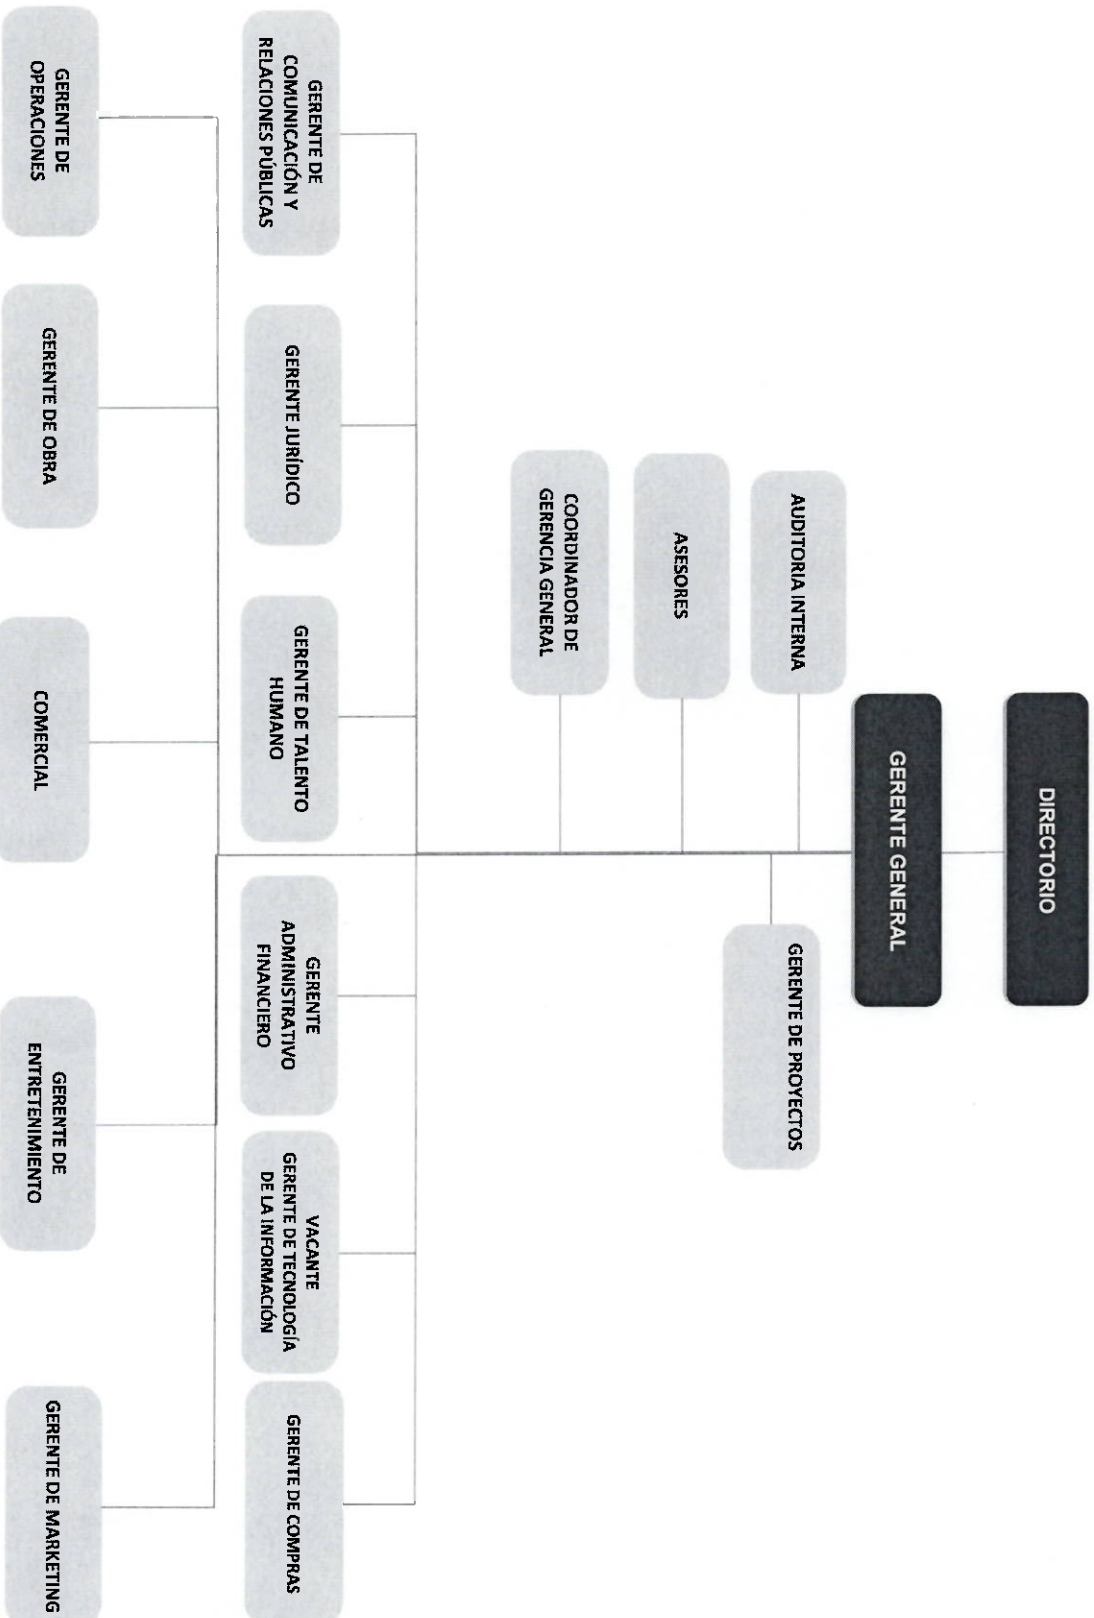 DIRECTORIO
GERENTE GENERAL
AUDITORIA INTERNA
GERENTE DE PROYECTOS
ASESORES
COORDINADOR DE
GERENCIA GENERAL
GERENTE DE
COMUNICACIÓN Y
RELACIONES PÚBLICAS
GERENTE JURÍDICO
GERENTE DE TALENTO
HUMANO
GERENTE
ADMINISTRATIVO
FINANCIERO
VACANTE
GERENTE DE TECNOLOGÍA
DE LA INFORMACIÓN
GERENTE DE COMPRAS
GERENTE DE
OPERACIONES
GERENTE DE OBRA
COMERCIAL
GERENTE DE
ENTRETENIMIENTO
GERENTE DE MARKETING